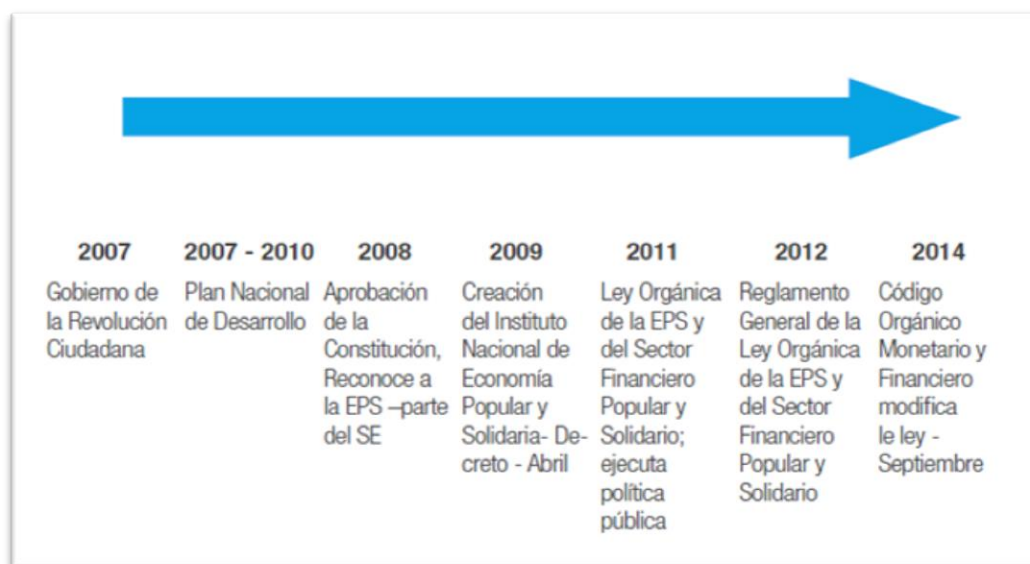 2007
Gobierno de
la Revolución
Ciudadana
2007 - 2010
Plan Nacional
de Desarrollo
2008
Aprobación
de la
Constitución,
Reconoce a
la EPS –parte
del SE
2009
Creación
del Instituto
Nacional de
Economía
Popular y
Solidaria- De-
creto - Abril
2011
Ley Orgánica
de la EPS y
del Sector
Financiero
Popular y
Solidario;
ejecuta
política
pública
2012
Reglamento
General de la
Ley Orgánica
de la EPS y
del Sector
Financiero
Popular y
Solidario
2014
Código
Orgánico
Monetario y
Financiero
modifica
le ley -
Septiembre